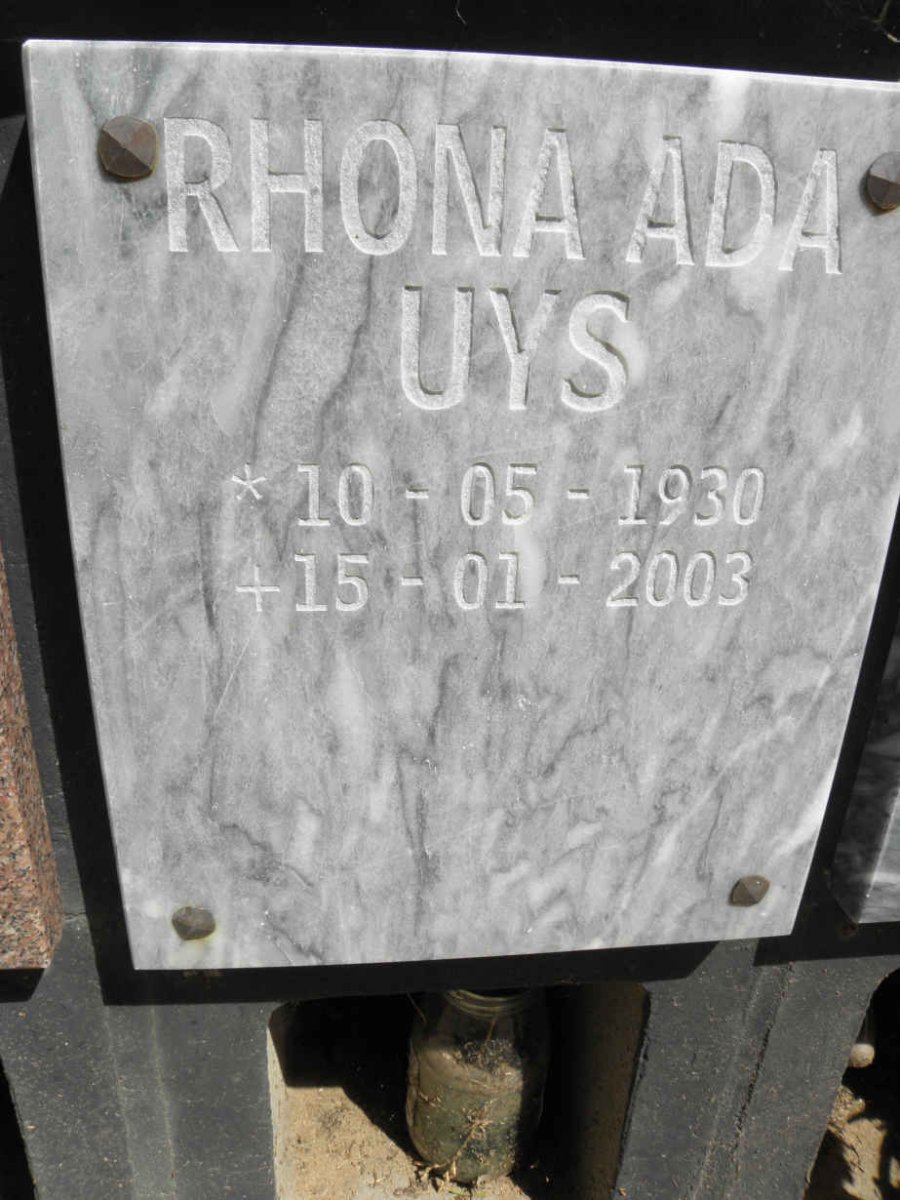 RHONA ADA
UYS
* 10 - 05 - 1930
+ 15 - 01 - 2003